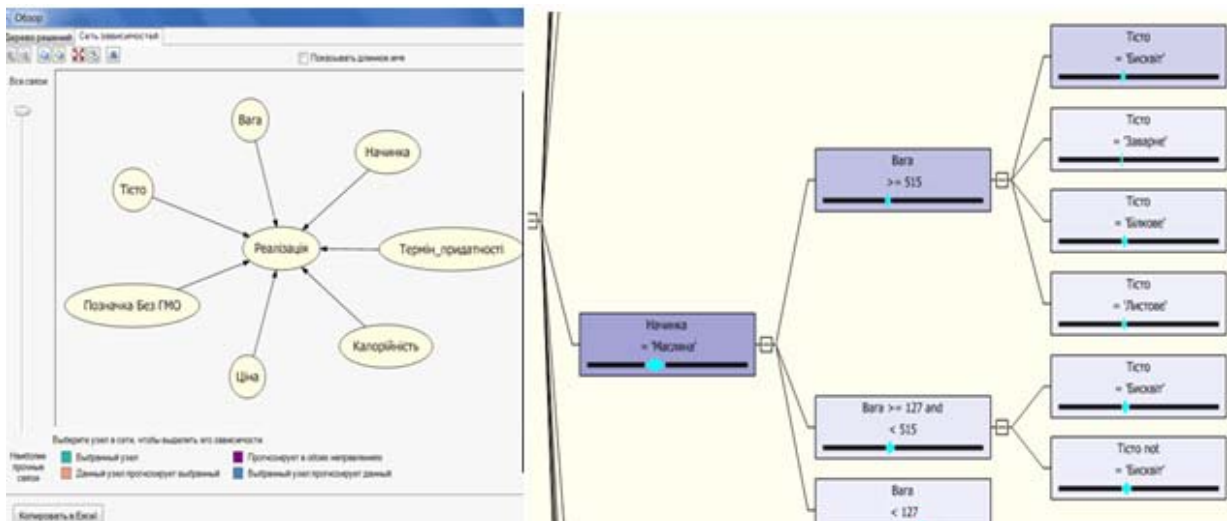 Обзор
Дерево решений Сеть зависимостей
Показывать длинное имя
Все связи
Вага
Начинка
Тісто
Реалізація
Термін_придатності
Позначка Без ГМО
Калорійність
Ціна
Выберите узел в сети, чтобы выделить его зависимости
Наиболее прочные связи
Выбранный узел
Прогнозирует в обоих направлениях
Данный узел прогнозирует выбранный
Выбранный узел прогнозирует данный
Копировать в Excel
Начинка
= 'Масляна'
Вага
>= 515
Вага >= 127 and
< 515
Вага
< 127
Тісто
= 'Бисквіт'
Тісто
= 'Заварне'
Тісто
= 'Білкове'
Тісто
= 'Листове'
Тісто
= 'Бисквіт'
Тісто not
= 'Бисквіт'